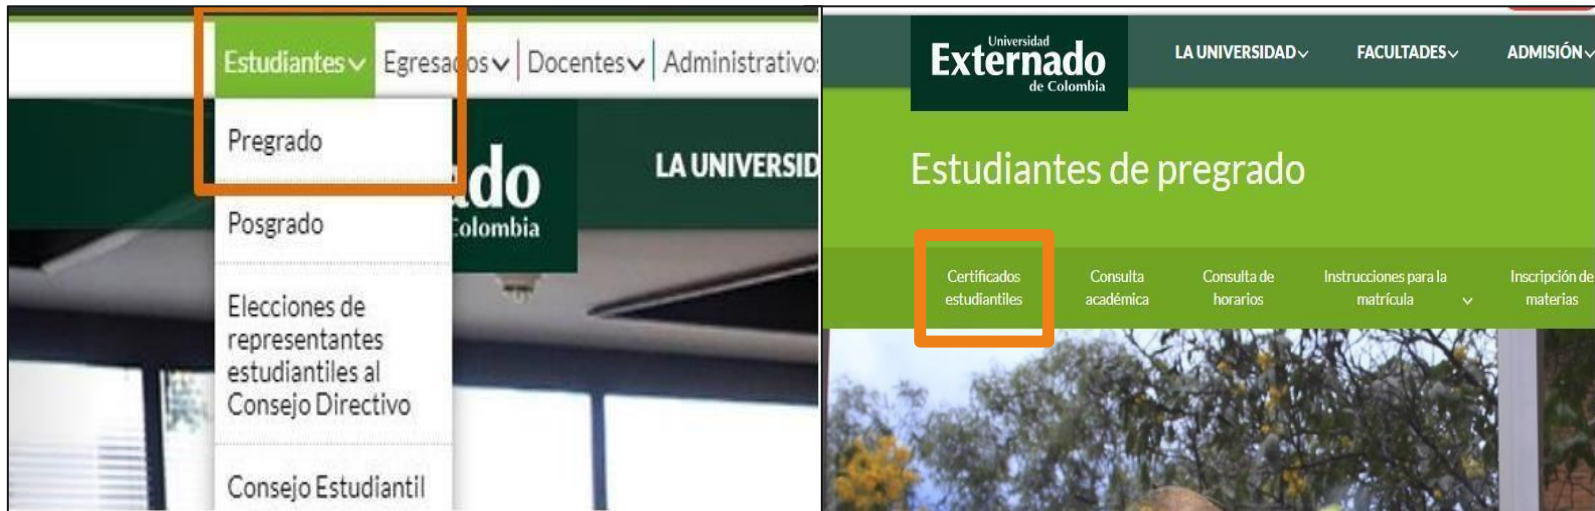 Estudiantes Egresados Docentes Administrativos
Pregrado
do
LA UNIVERSID
Posgrado
Colombia
Elecciones de
representantes
estudiantiles al
Consejo Directivo
Consejo Estudiantil
Universidad
Externado
de Colombia
LA UNIVERSIDAD FACULTADES ADMISIÓN
Estudiantes de pregrado
Certificados
estudiantiles
Consulta
académica
Consulta de
horarios
Instrucciones para la
matrícula
Inscripción de
materias